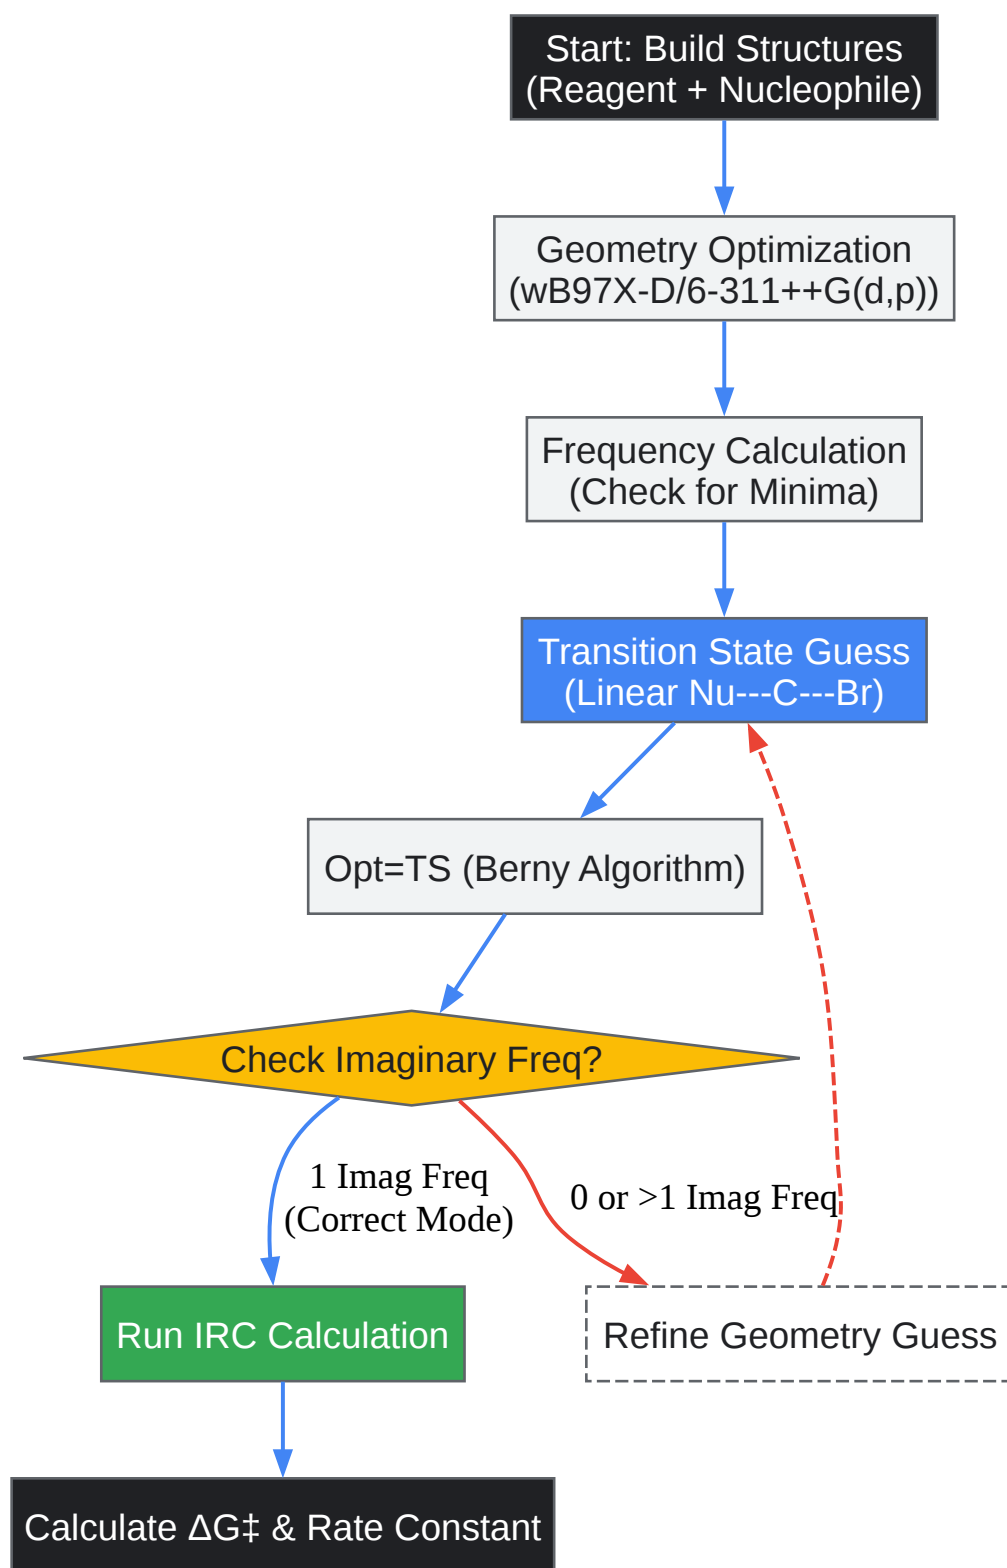 Start: Build Structures
(Reagent + Nucleophile)
Geometry Optimization
(wB97X-D/6-311++G(d,p))
Frequency Calculation
(Check for Minima)
Transition State Guess
(Linear Nu---C---Br)
Opt=TS (Berny Algorithm)
Check Imaginary Freq?
1 Imag Freq
(Correct Mode)
0 or >1 Imag Freq
Run IRC Calculation
Refine Geometry Guess
Calculate ΔG‡ & Rate Constant